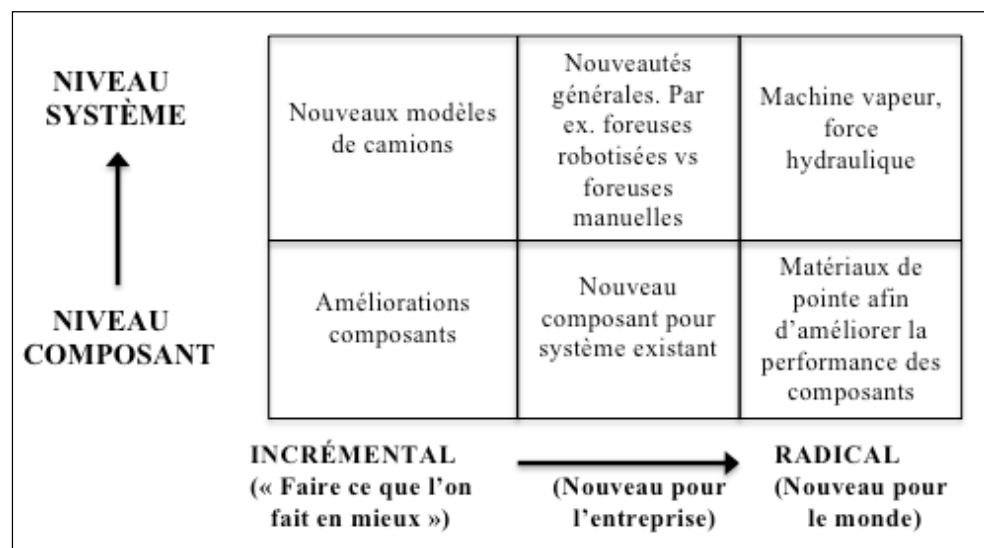 NIVEAU
SYSTÈME
Nouveaux modèles
de camions
Nouveautés
générales. Par
ex. foreuses
robotisées vs
foreuses
manuelles
Machine vapeur,
force
hydraulique
NIVEAU
COMPOSANT
Améliorations
composants
Nouveau
composant pour
système existant
Matériaux de
pointe afin
d’améliorer la
performance des
composants
INCRÉMENTAL
(« Faire ce que l’on
fait en mieux »)
(Nouveau pour
l’entreprise)
RADICAL
(Nouveau pour
le monde)